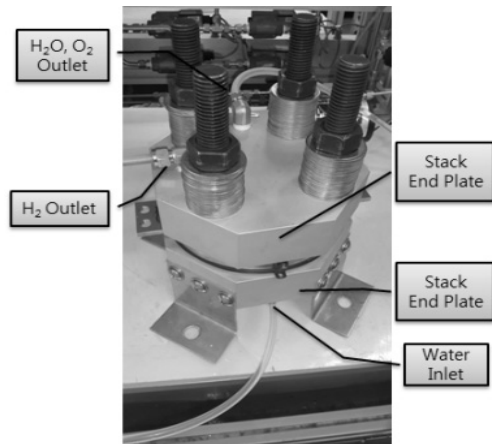 H₂O, O₂
Outlet
H₂ Outlet
Stack
End Plate
Stack
End Plate
Water
Inlet